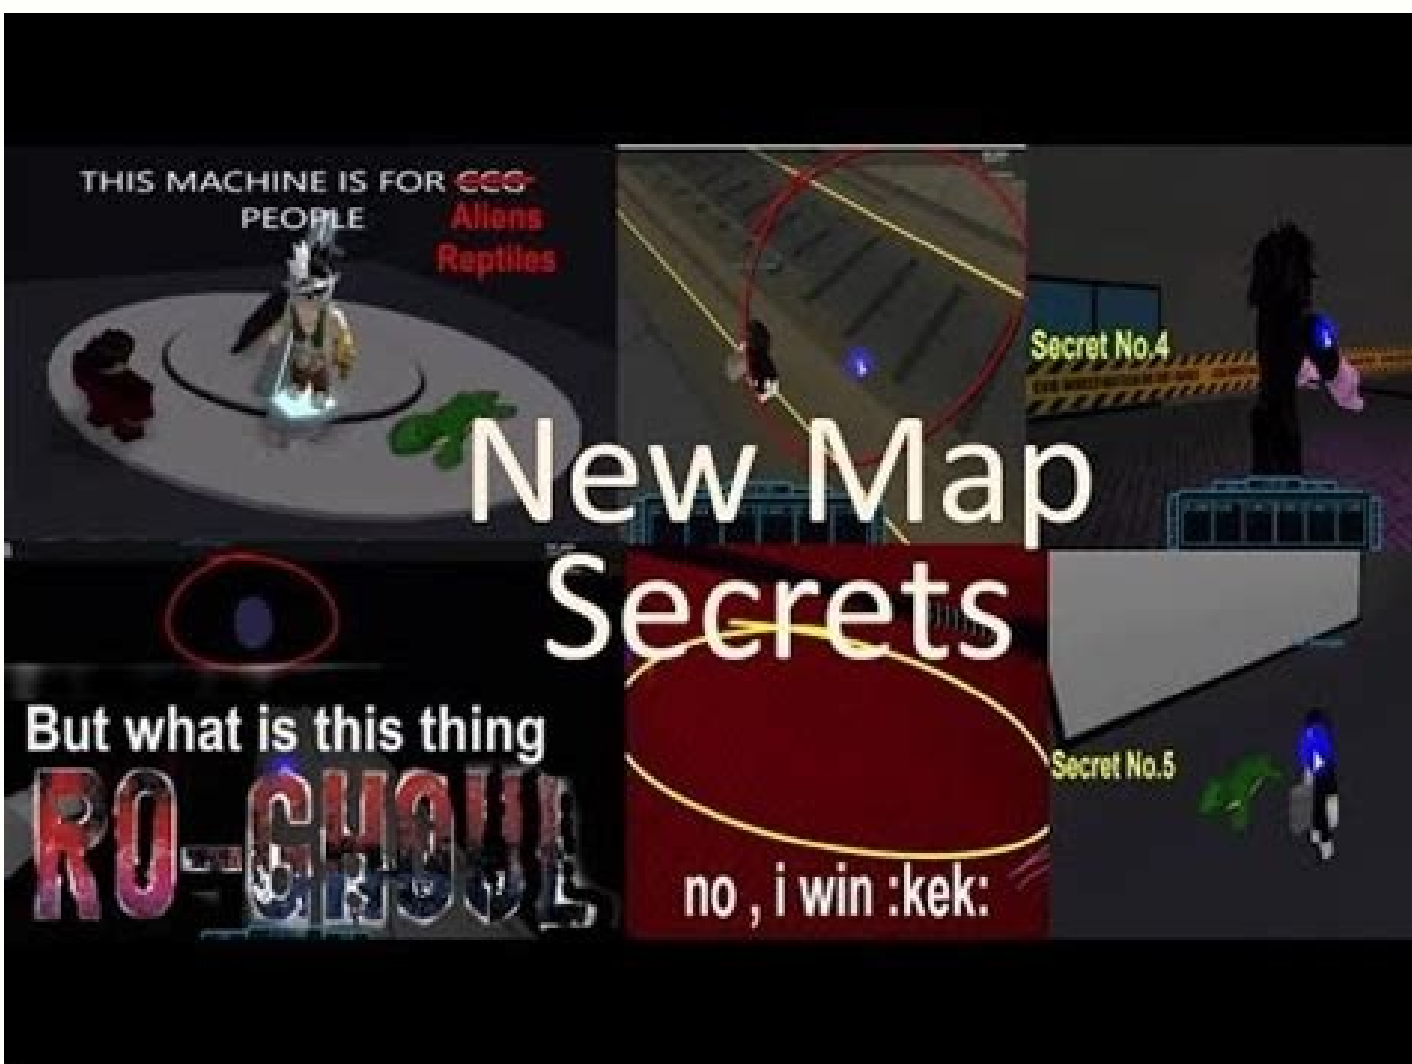 THIS MACHINE IS FOR CCG
PEOPLE Aliens
Reptiles
Secret No.4
New Map
Secrets
But what is this thing
RO-GHOUL
Secret No.5
no , i win :kek: